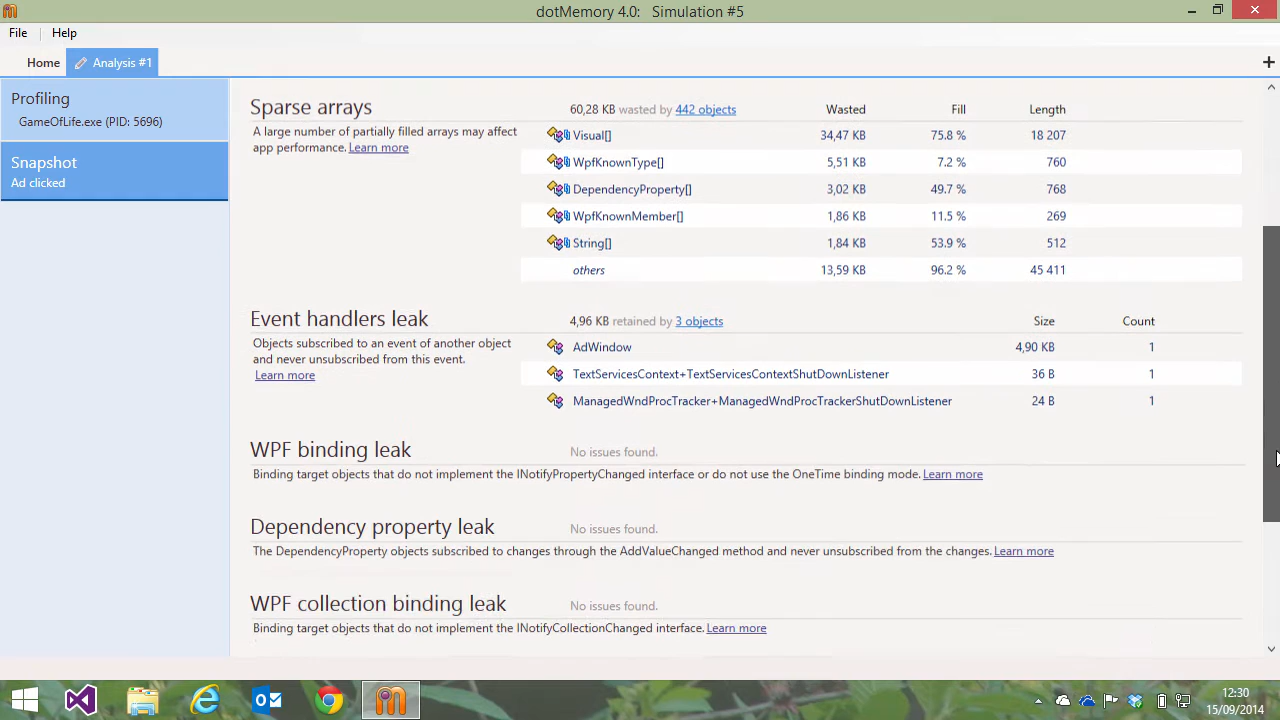 dotMemory 4.0: Simulation #5
File Help
Home Analysis #1
Profiling
GameOfLife.exe (PID: 5696)
Snapshot
Ad clicked
Sparse arrays 60,28 KB wasted by 442 objects Wasted Fill Length
A large number of partially filled arrays may affect
app performance. Learn more
Visual[] 34,47 KB 75.8 % 18 207
WpfKnownType[] 5,51 KB 7.2 % 760
DependencyProperty[] 3,02 KB 49.7 % 768
WpfKnownMember[] 1,86 KB 11.5 % 269
String[] 1,84 KB 53.9 % 512
others 13,59 KB 96.2 % 45 411
Event handlers leak 4,96 KB retained by 3 objects Size Count
Objects subscribed to an event of another object
and never unsubscribed from this event.
Learn more
AdWindow 4,90 KB 1
TextServicesContext+TextServicesContextShutDownListener 36 B 1
ManagedWndProcTracker+ManagedWndProcTrackerShutDownListener 24 B 1
WPF binding leak No issues found.
Binding target objects that do not implement the INotifyPropertyChanged interface or do not use the OneTime binding mode. Learn more
Dependency property leak No issues found.
The DependencyProperty objects subscribed to changes through the AddValueChanged method and never unsubscribed from the changes. Learn more
WPF collection binding leak No issues found.
Binding target objects that do not implement the INotifyCollectionChanged interface. Learn more
12:30
15/09/2014